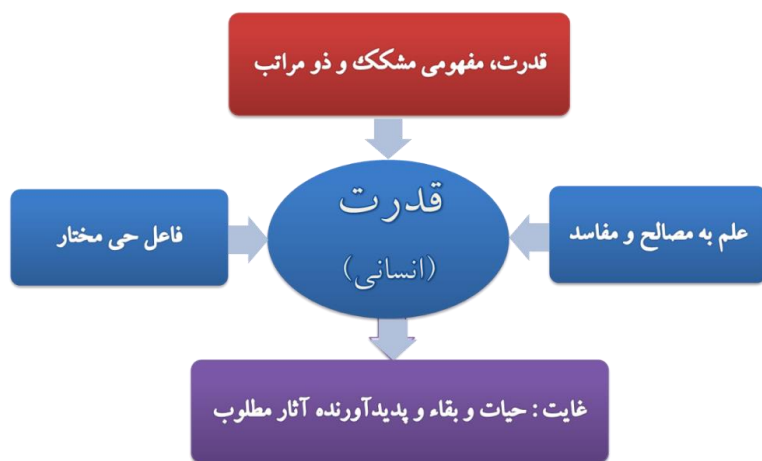 قدرت، مفهومی مشکک و ذو مراتب
علم به مصالح و مفاسد
قدرت
(انسانی)
فاعل حی مختار
غایت : حیات و بقاء و پدیدآورنده آثار مطلوب